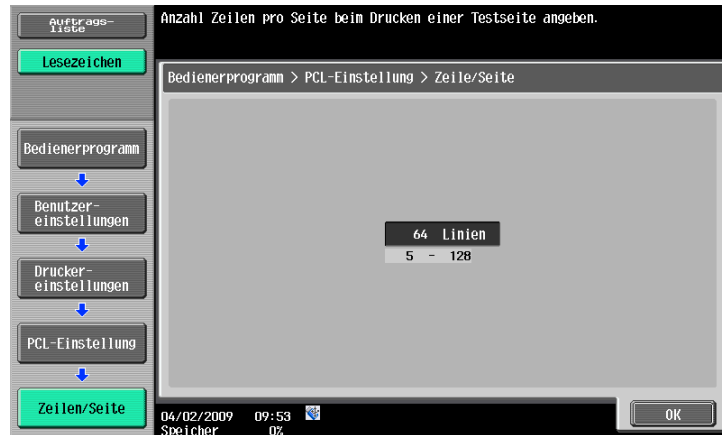 Auftrags-
liste
Lesezeichen
Bedienerprogramm
Benutzer-
einstellungen
Drucker-
einstellungen
PCL-Einstellung
Zeilen/Seite
Anzahl Zeilen pro Seite beim Drucken einer Testseite angeben.
Bedienerprogramm > PCL-Einstellung > Zeile/Seite
64 Linien
5 - 128
04/02/2009 09:53
Speicher 0%
OK